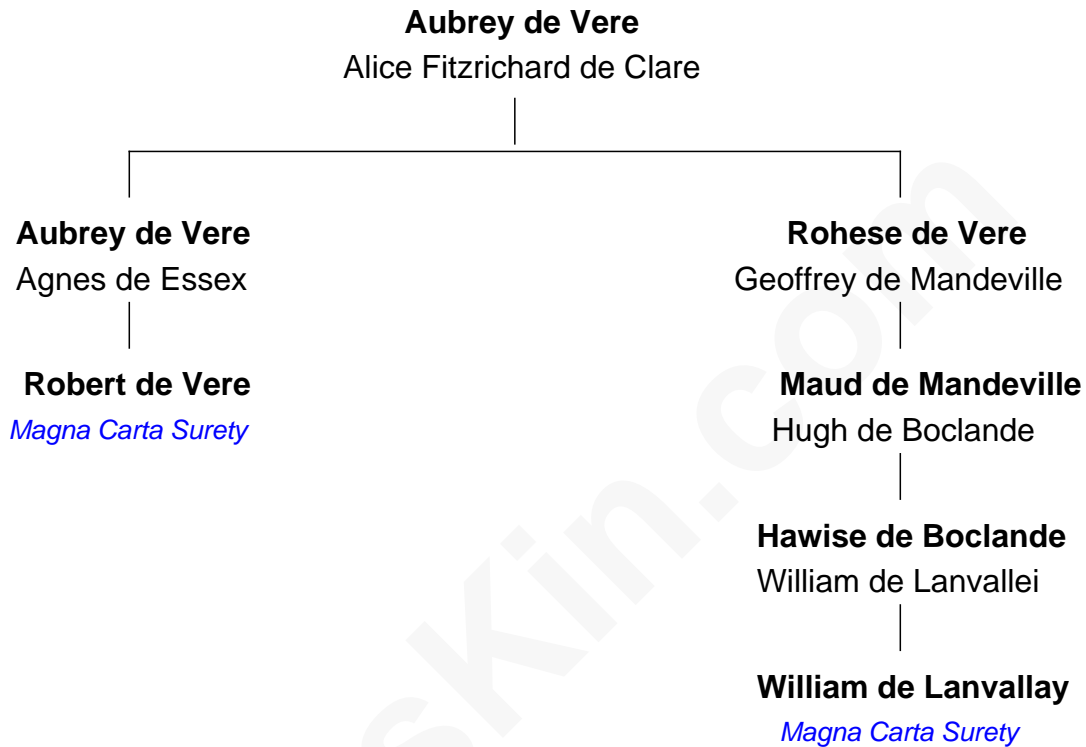 Aubrey de Vere
Alice Fitzrichard de Clare
Aubrey de Vere
Agnes de Essex
Robert de Vere
Magna Carta Surety
Rohese de Vere
Geoffrey de Mandeville
Maud de Mandeville
Hugh de Boclande
Hawise de Boclande
William de Lanvallei
William de Lanvallay
Magna Carta Surety
sKin.com